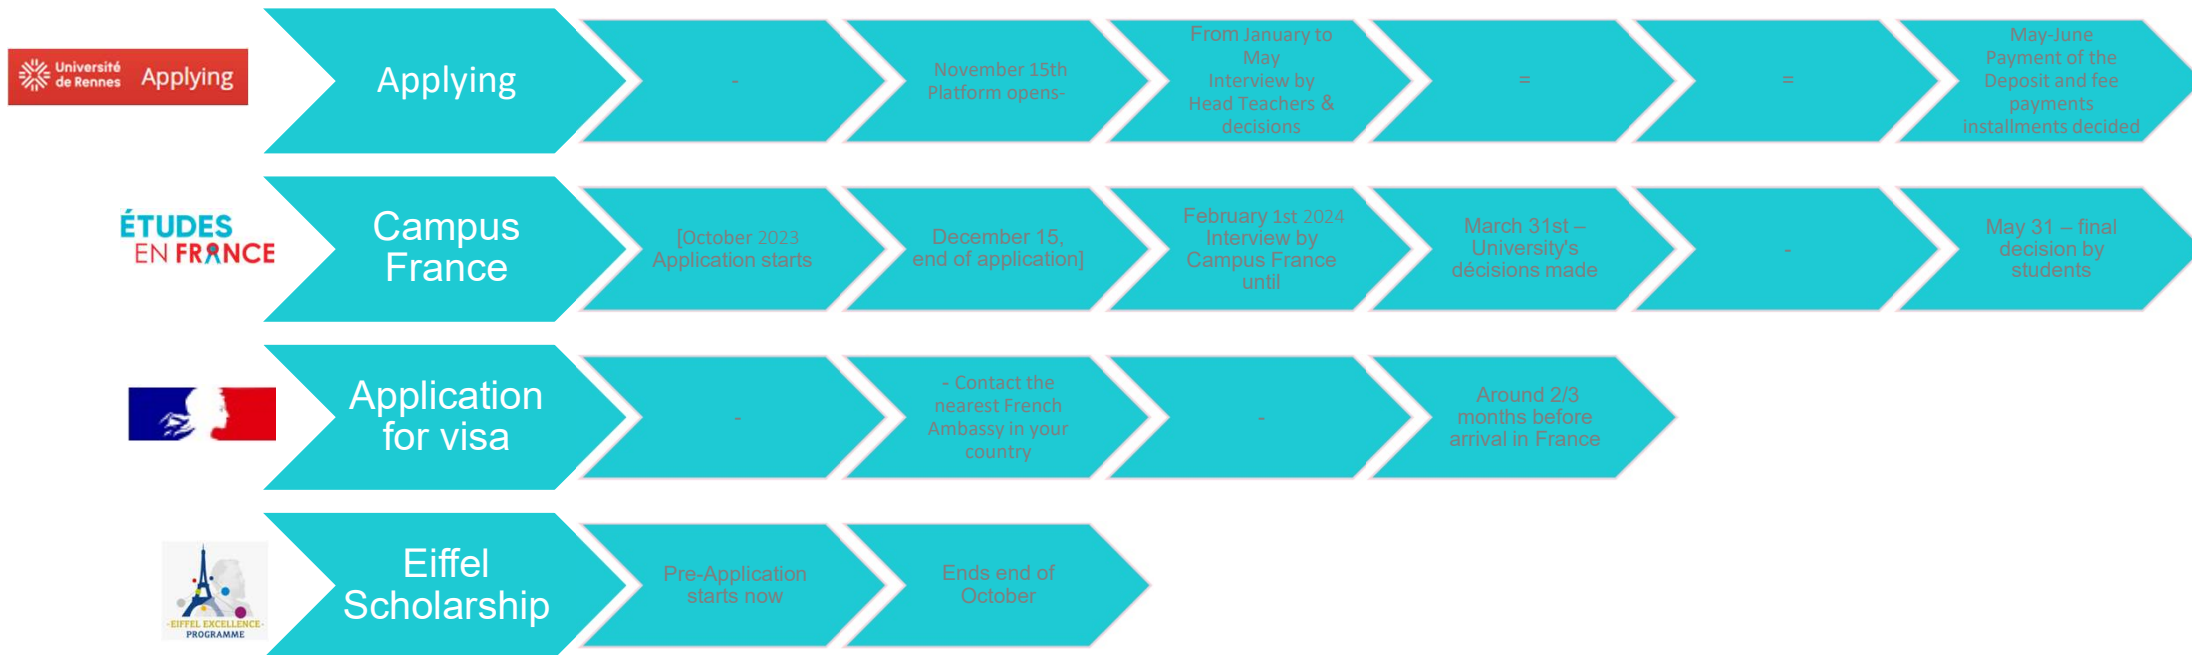 Université
de Rennes
Applying
Applying
-
November 15th
Platform opens-
From January to
May
Interview by
Head Teachers &
decisions
=
=
May-June
Payment of the
Deposit and fee
payments
installments decided
ÉTUDES
EN FRANCE
Campus
France
[October 2023
Application starts
December 15,
end of application]
February 1st 2024
Interview by
Campus France
until
March 31st –
University's
décisions made
-
May 31 – final
decision by
students
Application
for visa
-
- Contact the
nearest French
Ambassy in your
country
-
Around 2/3
months before
arrival in France
-EIFFEL EXCELLENCE-
PROGRAMME
Eiffel
Scholarship
Pre-Application
starts now
Ends end of
October